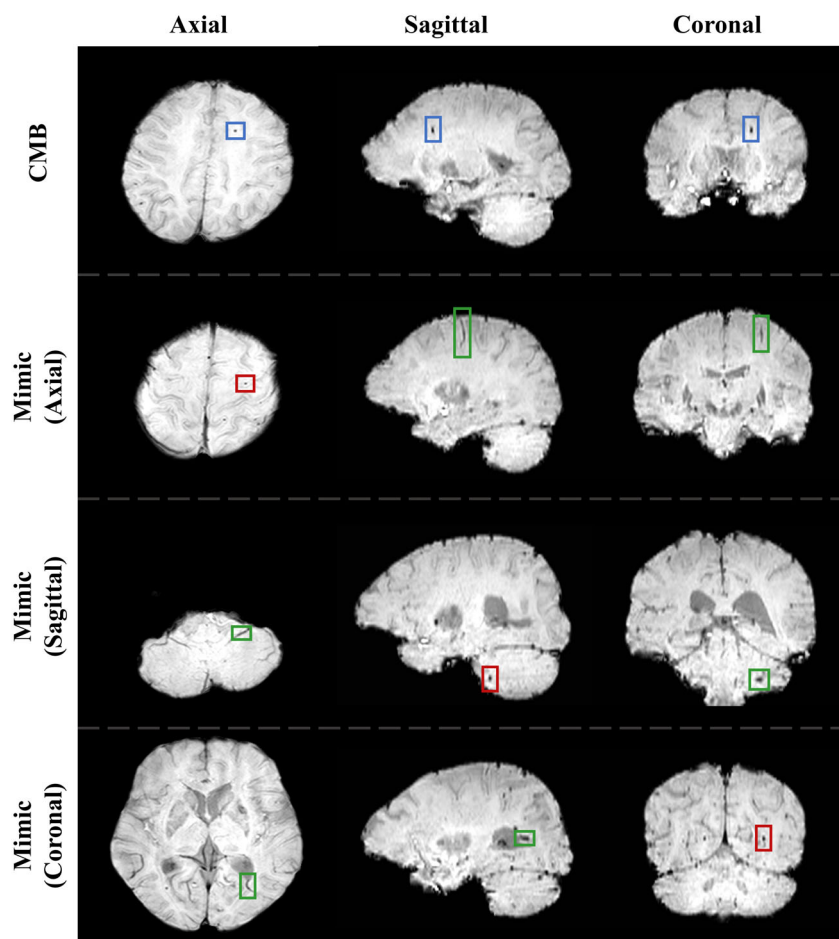 Axial Sagittal Coronal
CMB
Mimic
(Axial)
Mimic
(Sagittal)
Mimic
(Coronal)